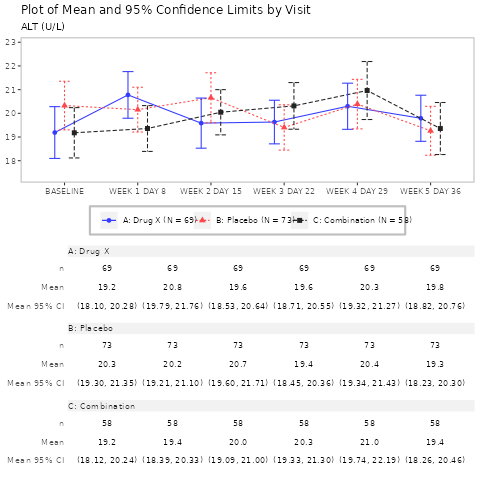 Plot of Mean and 95% Confidence Limits by Visit
ALT (U/L)
23
22
21
20
19
18
BASELINE WEEK 1 DAY 8 WEEK 2 DAY 15 WEEK 3 DAY 22 WEEK 4 DAY 29 WEEK 5 DAY 36
A: Drug X (N = 69) B: Placebo (N = 73) C: Combination (N = 58)
A: Drug X
n 69 69 69 69 69 69
Mean 19.2 20.8 19.6 19.6 20.3 19.8
Mean 95% CI (18.10, 20.28) (19.79, 21.76) (18.53, 20.64) (18.71, 20.55) (19.32, 21.27) (18.82, 20.76)
B: Placebo
n 73 73 73 73 73 73
Mean 20.3 20.2 20.7 19.4 20.4 19.3
Mean 95% CI (19.30, 21.35) (19.21, 21.10) (19.60, 21.71) (18.45, 20.36) (19.34, 21.43) (18.23, 20.30)
C: Combination
n 58 58 58 58 58 58
Mean 19.2 19.4 20.0 20.3 21.0 19.4
Mean 95% CI (18.12, 20.24) (18.39, 20.33) (19.09, 21.00) (19.33, 21.30) (19.74, 22.19) (18.26, 20.46)